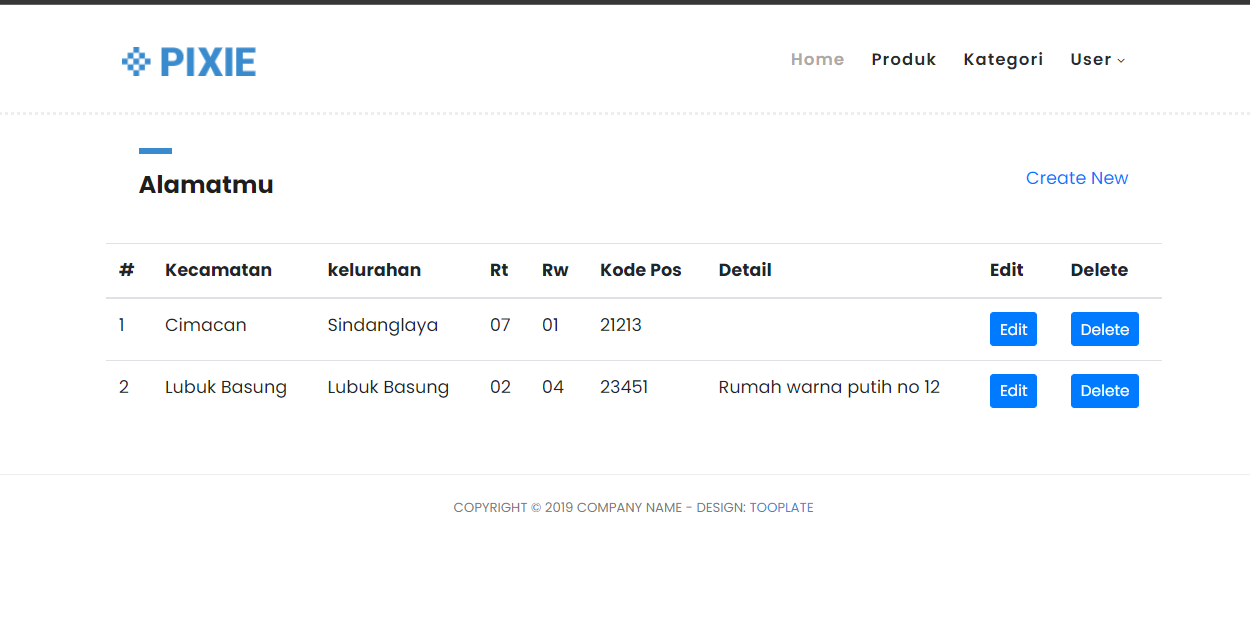 PIXIE
Home Produk Kategori User
Alamatmu
Create New
# Kecamatan kelurahan Rt Rw Kode Pos Detail Edit Delete
1 Cimacan Sindanglaya 07 01 21213 Edit Delete
2 Lubuk Basung Lubuk Basung 02 04 23451 Rumah warna putih no 12 Edit Delete
COPYRIGHT © 2019 COMPANY NAME - DESIGN: TOOPLATE